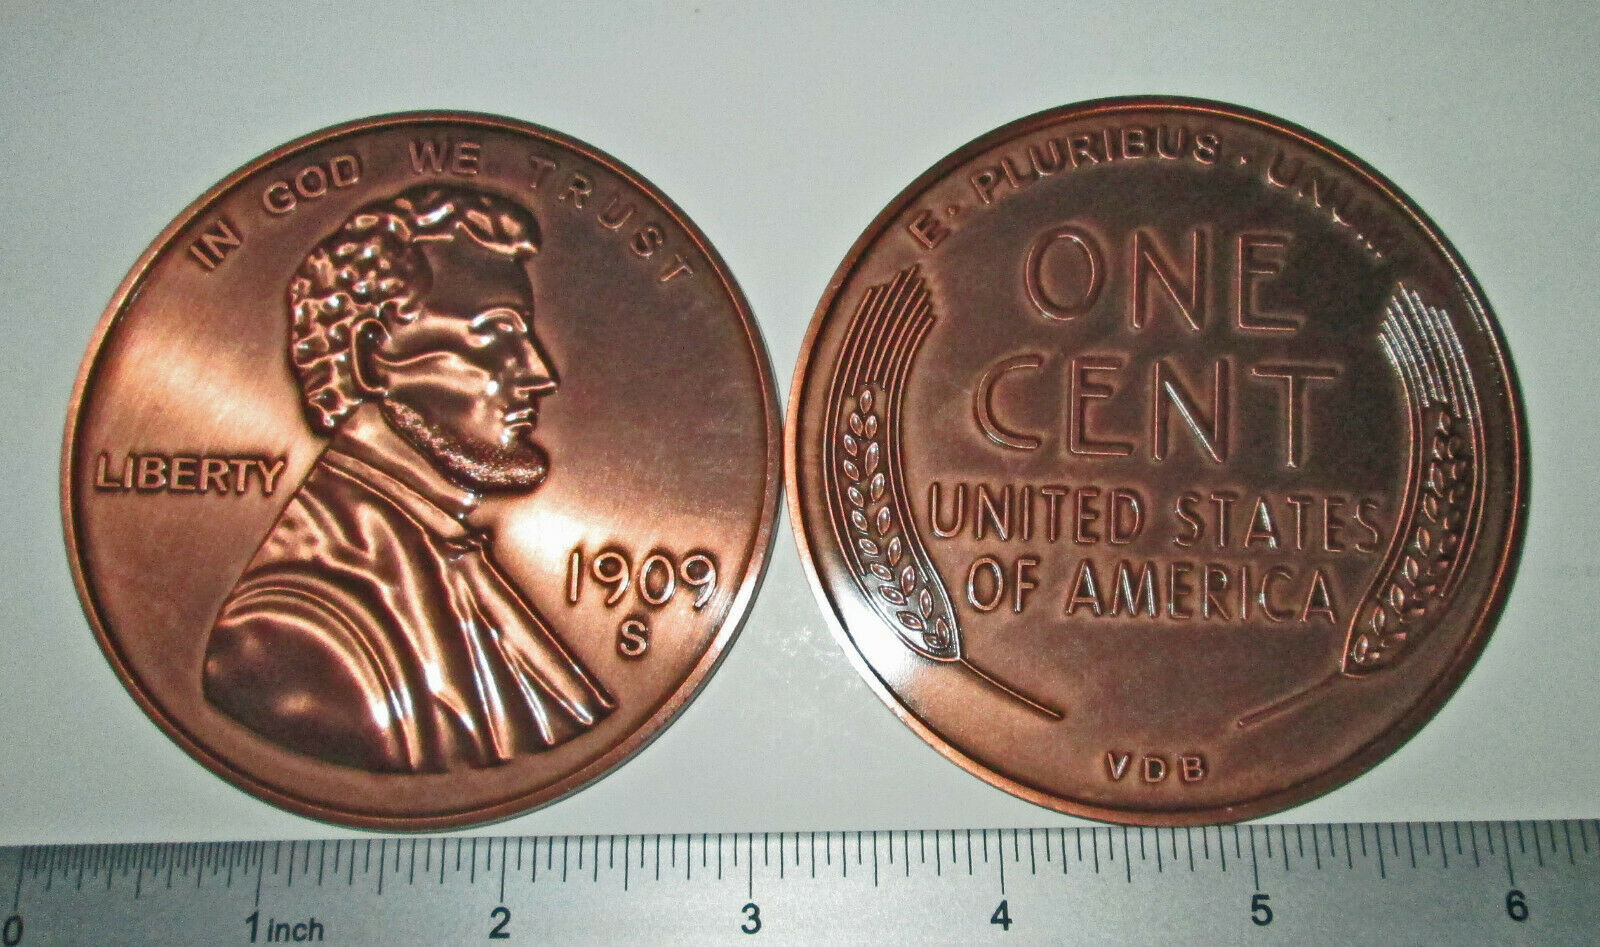 IN GOD WE TRUST
LIBERTY
1909
S
E · PLURIBUS · UNUM
ONE
CENT
UNITED STATES
OF AMERICA
VDB
0 1 inch 2 3 4 5 6